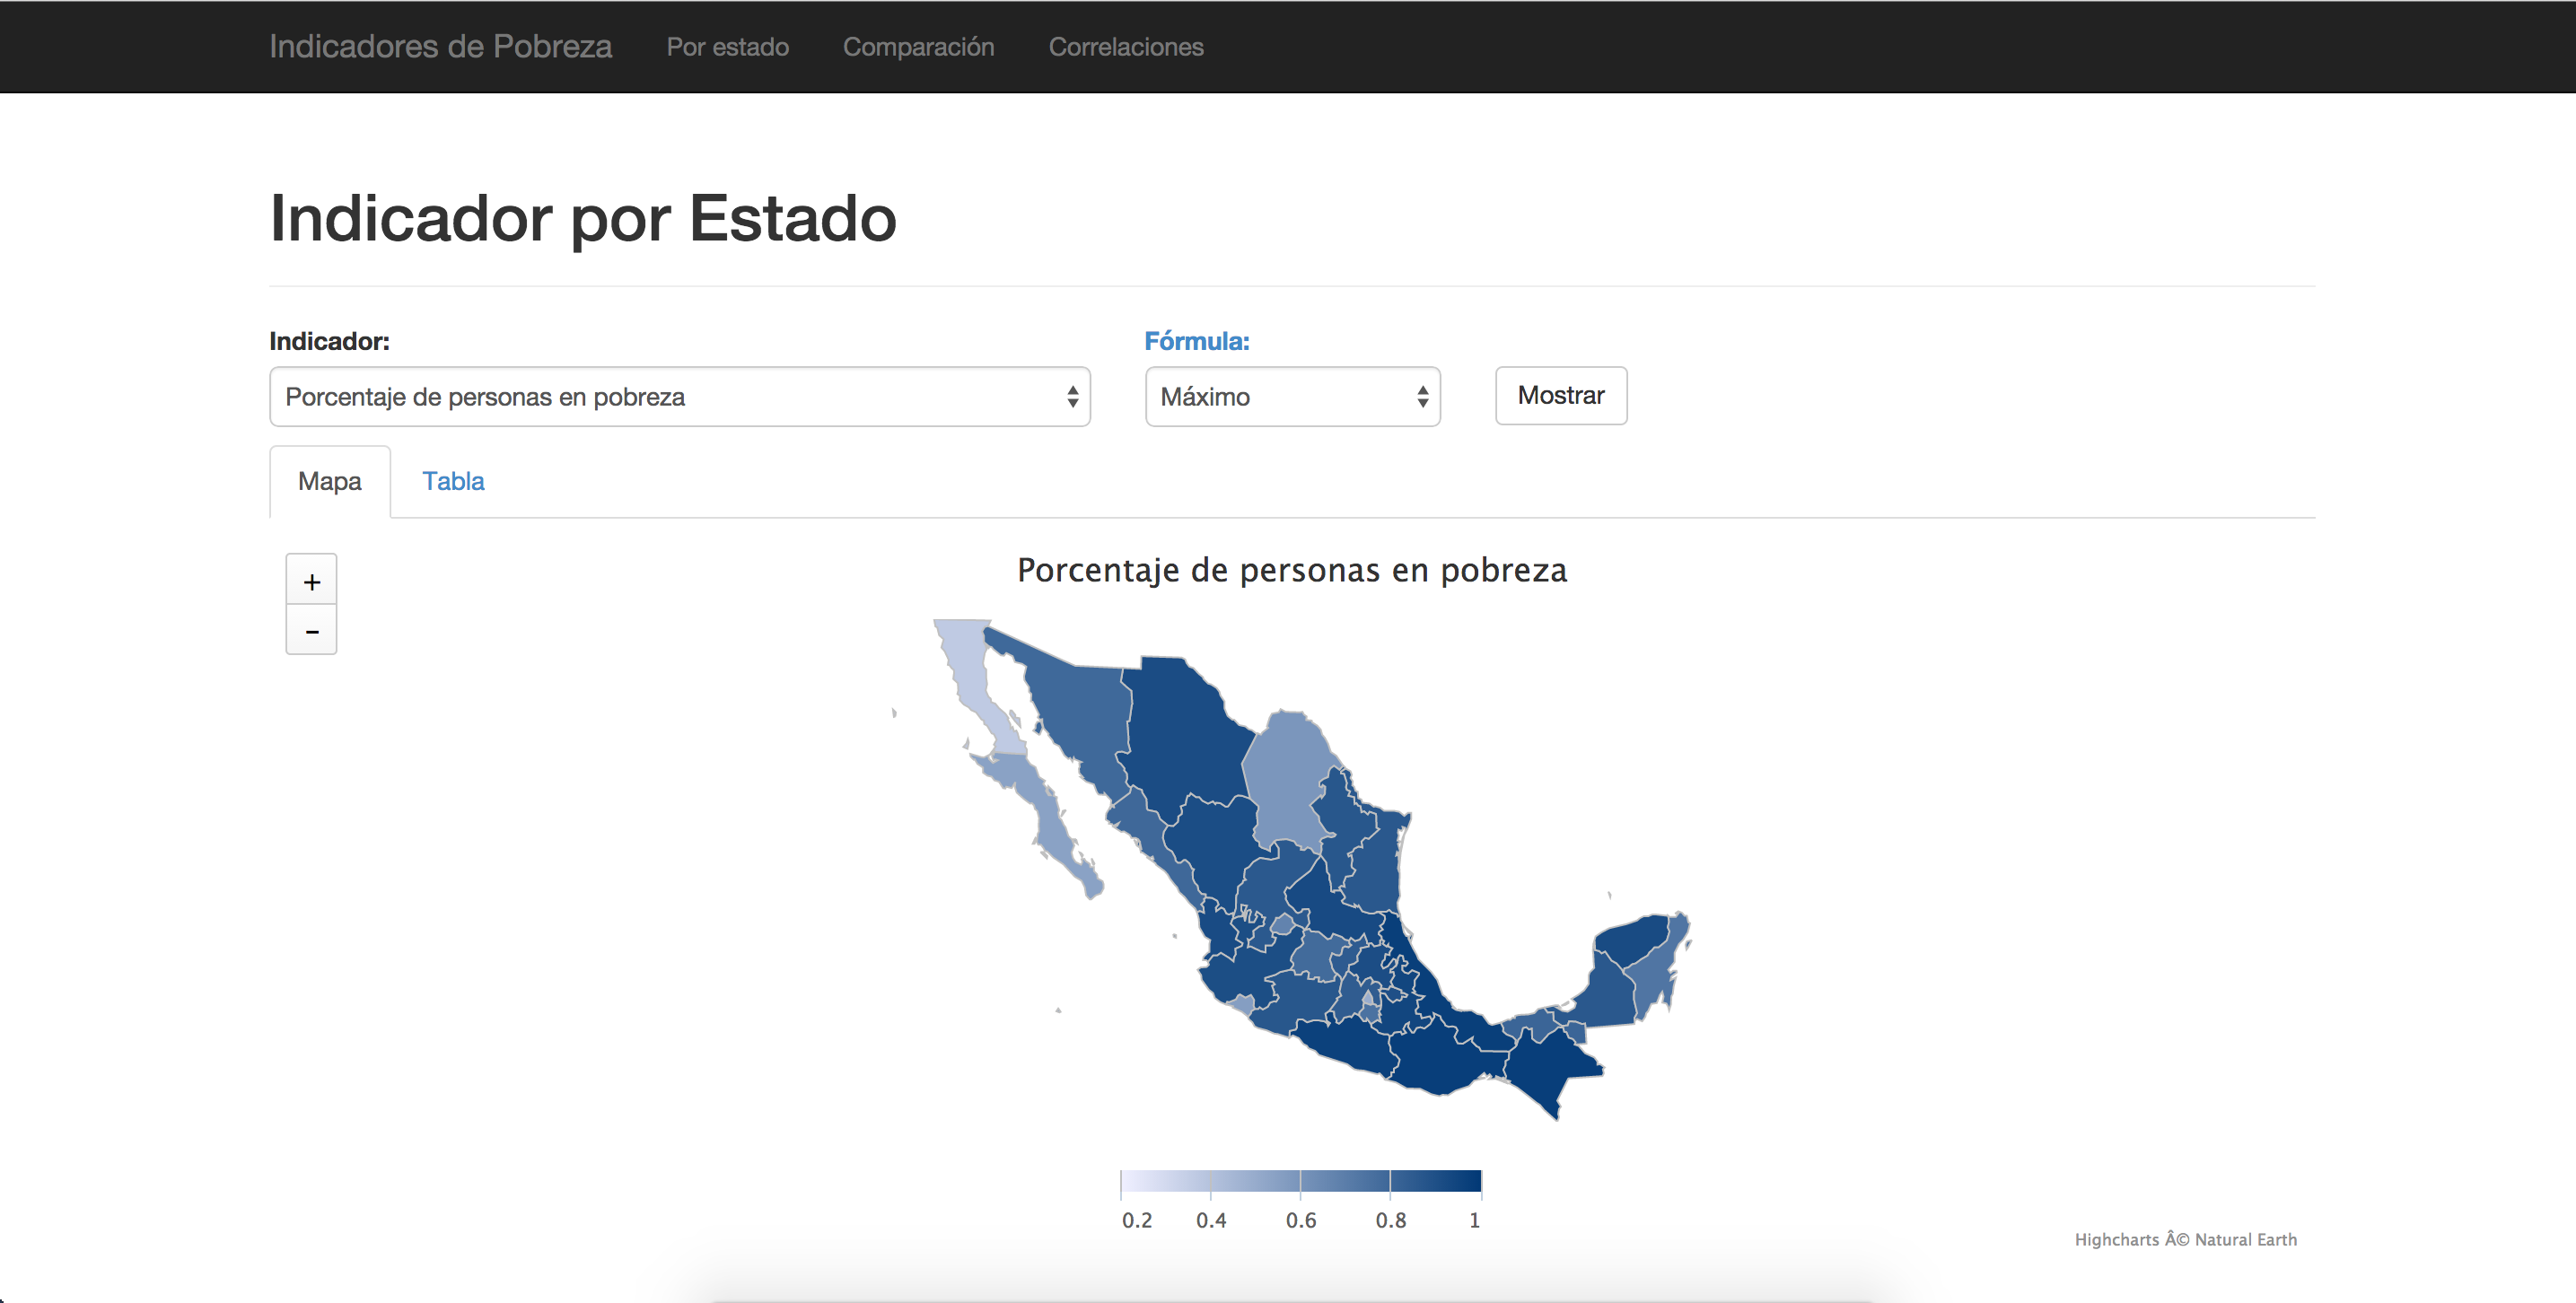 Indicadores de Pobreza Por estado Comparación Correlaciones
Indicador por Estado
Indicador: Fórmula:
Porcentaje de personas en pobreza Máximo Mostrar
Mapa Tabla
+
Porcentaje de personas en pobreza
−
0.2 0.4 0.6 0.8 1
Highcharts Â© Natural Earth